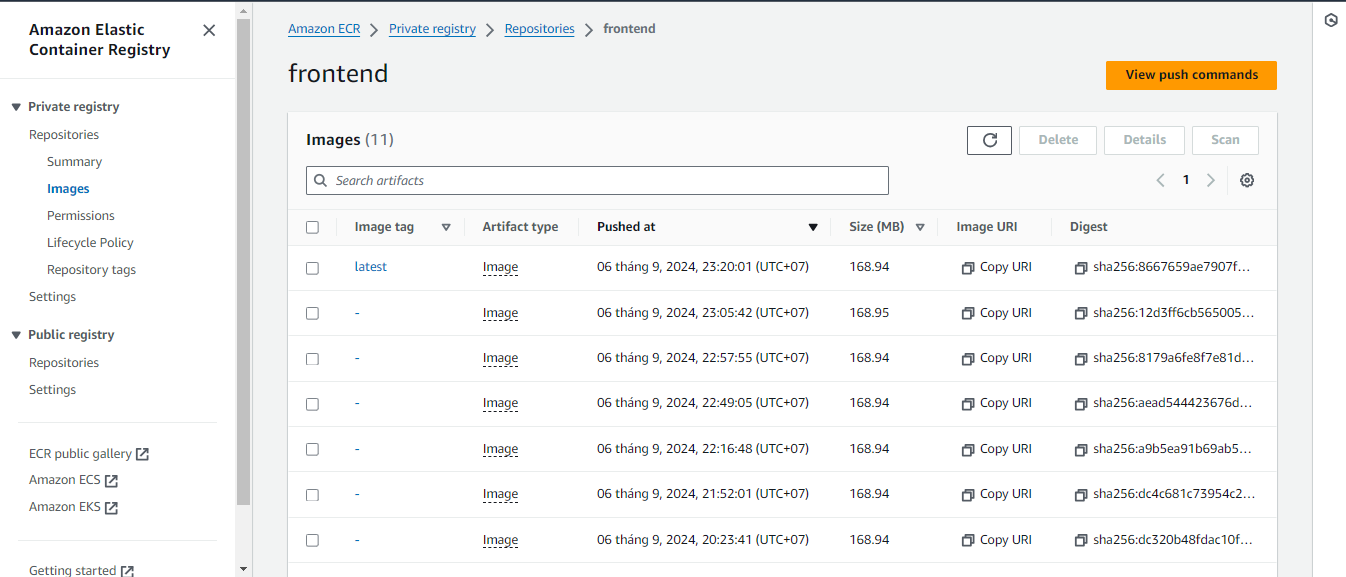 Amazon Elastic
Container Registry
Private registry
Repositories
Summary
Images
Permissions
Lifecycle Policy
Repository tags
Settings
Public registry
Repositories
Settings
ECR public gallery
Amazon ECS
Amazon EKS
Getting started
Amazon ECR Private registry Repositories frontend
frontend
View push commands
Images (11)
Delete Details Scan
Search artifacts
1
Image tag Artifact type Pushed at Size (MB) Image URI Digest
latest Image 06 tháng 9, 2024, 23:20:01 (UTC+07) 168.94 Copy URI sha256:8667659ae7907f...
- Image 06 tháng 9, 2024, 23:05:42 (UTC+07) 168.95 Copy URI sha256:12d3ff6cb565005...
- Image 06 tháng 9, 2024, 22:57:55 (UTC+07) 168.94 Copy URI sha256:8179a6fe8f7e81d...
- Image 06 tháng 9, 2024, 22:49:05 (UTC+07) 168.94 Copy URI sha256:aead544423676d...
- Image 06 tháng 9, 2024, 22:16:48 (UTC+07) 168.94 Copy URI sha256:a9b5ea91b69ab5...
- Image 06 tháng 9, 2024, 21:52:01 (UTC+07) 168.94 Copy URI sha256:dc4c681c73954c2...
- Image 06 tháng 9, 2024, 20:23:41 (UTC+07) 168.94 Copy URI sha256:dc320b48fdac10f...